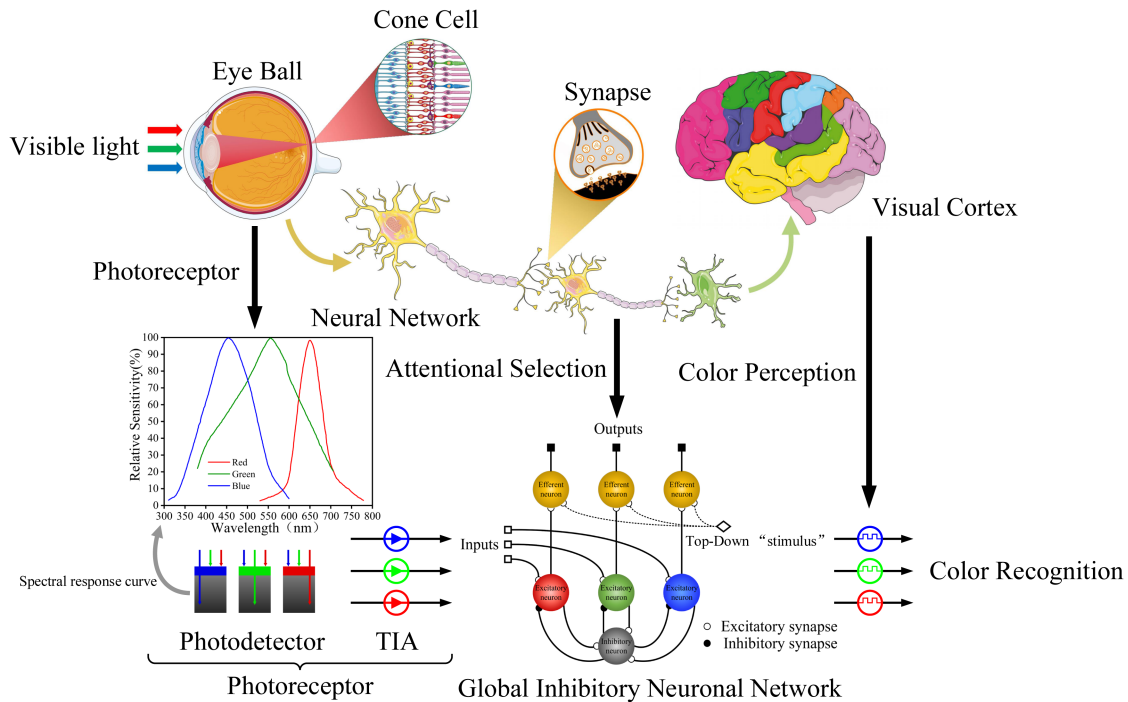 Cone Cell
Eye Ball
Synapse
Visible light
Visual Cortex
Photoreceptor
Neural Network
Attentional Selection
Color Perception
Relative Sensitivity(%)
100
90
80
70
60
50
40
30
20
10
0
Red
Green
Blue
300 350 400 450 500 550 600 650 700 750 800
Wavelength（nm）
Outputs
Efferent neuron
Efferent neuron
Efferent neuron
Inputs
Top-Down “stimulus”
Spectral response curve
Excitatory neuron
Excitatory neuron
Excitatory neuron
Color Recognition
Excitatory synapse
Inhibitory synapse
Inhibitory neuron
Photodetector
TIA
Photoreceptor
Global Inhibitory Neuronal Network